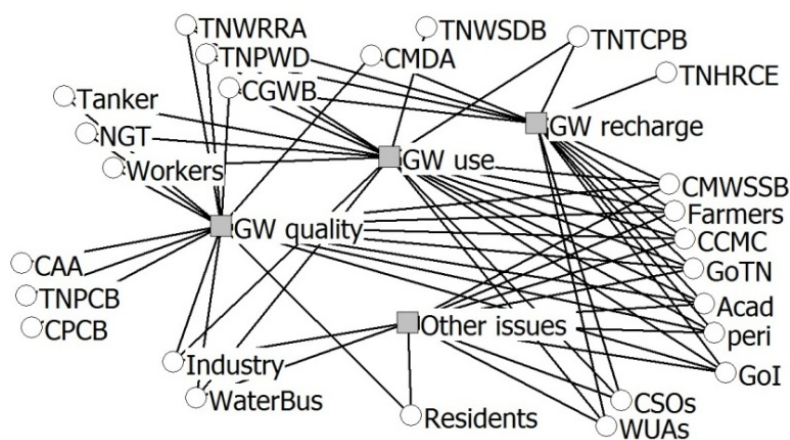 TNWRRA
TNWSDB
TNTCPB
TNPWD
CMDA
TNHRCE
CGWB
Tanker
GW recharge
NGT
GW use
Workers
CMWSSB
Farmers
GW quality
CCMC
CAA
GoTN
TNPCB
Acad
CPCB
Other issues
peri
Industry
GoI
WaterBus
CSOs
Residents
WUAs